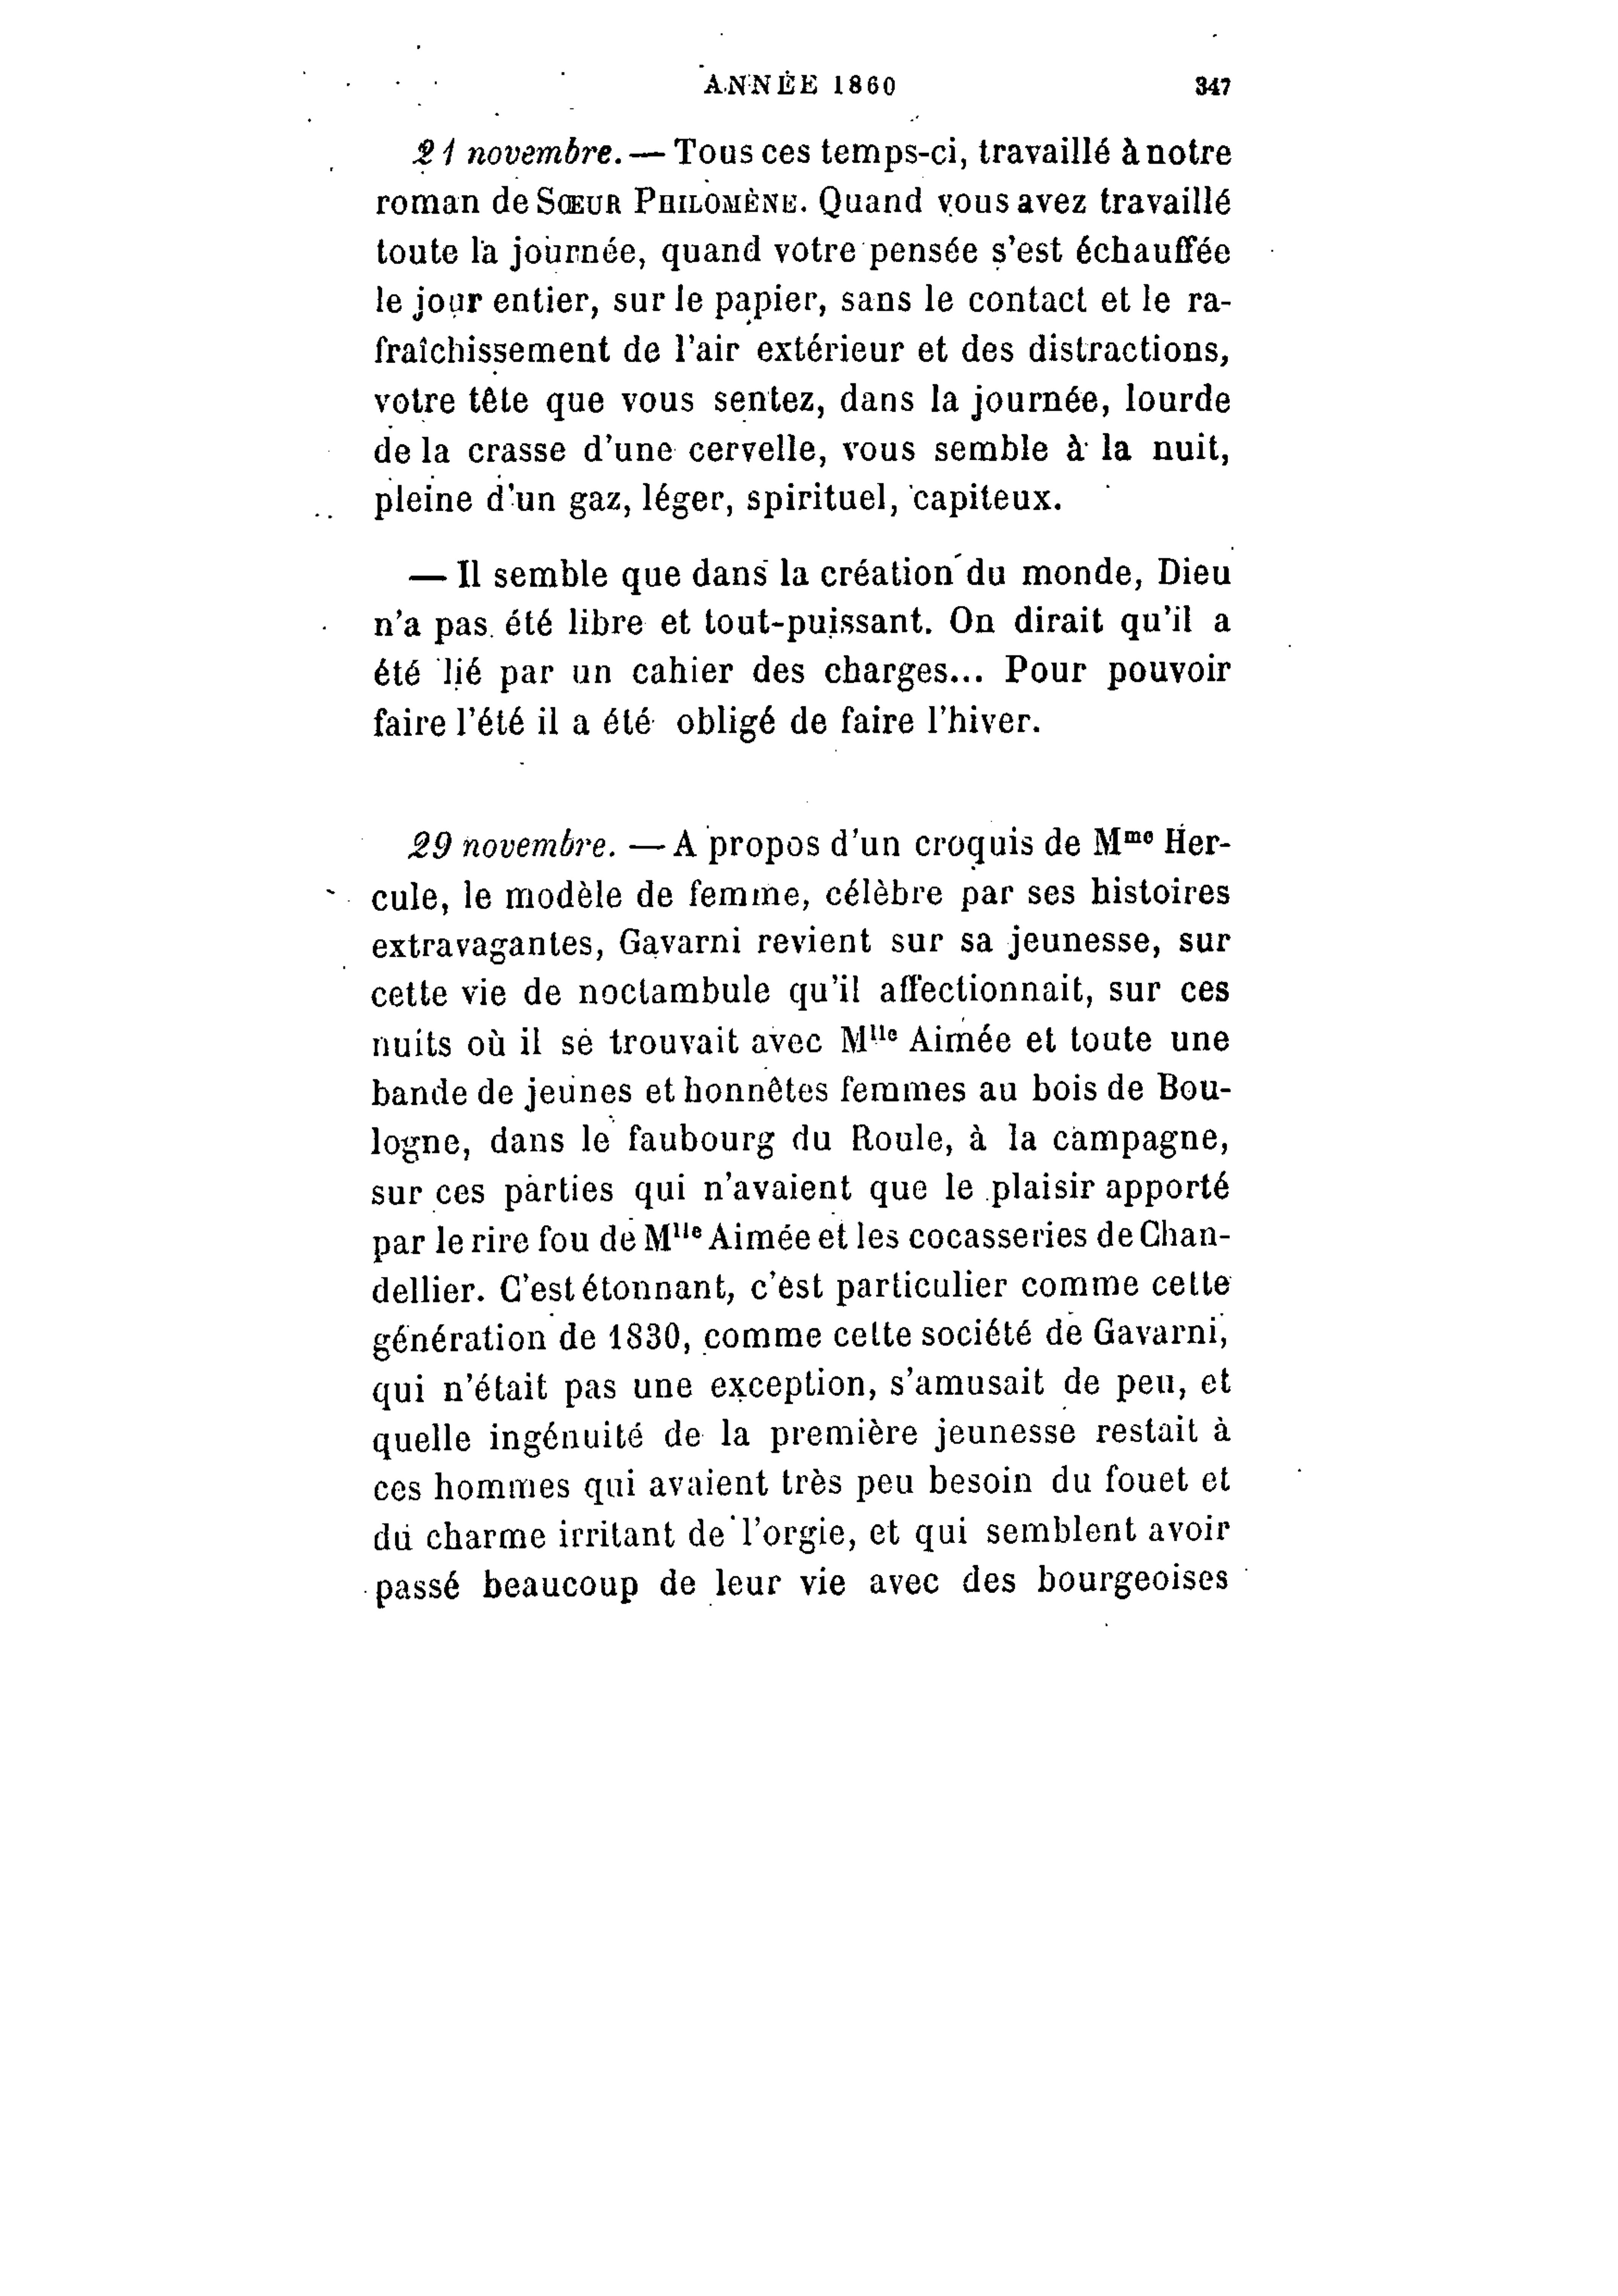 ANNÉE 1860 347
21 novembre. — Tous ces temps-ci, travaillé à notre
roman de SŒUR PHILOMÈNE. Quand vous avez travaillé
toute la journée, quand votre pensée s'est échauffée
le jour entier, sur le papier, sans le contact et le ra-
fraîchissement de l'air extérieur et des distractions,
votre tête que vous sentez, dans la journée, lourde
de la crasse d'une cervelle, vous semble à la nuit,
pleine d'un gaz, léger, spirituel, capiteux.
— Il semble que dans la création du monde, Dieu
n'a pas été libre et tout-puissant. On dirait qu'il a
été lié par un cahier des charges... Pour pouvoir
faire l'été il a été obligé de faire l'hiver.
29 novembre. — A propos d'un croquis de Mme Her-
cule, le modèle de femme, célèbre par ses histoires
extravagantes, Gavarni revient sur sa jeunesse, sur
cette vie de noctambule qu'il affectionnait, sur ces
nuits où il se trouvait avec Mlle Aimée et toute une
bande de jeunes et honnêtes femmes au bois de Bou-
logne, dans le faubourg du Roule, à la campagne,
sur ces parties qui n'avaient que le plaisir apporté
par le rire fou de Mlle Aimée et les cocasseries de Chan-
dellier. C'est étonnant, c'est particulier comme cette
génération de 1830, comme cette société de Gavarni,
qui n'était pas une exception, s'amusait de peu, et
quelle ingénuité de la première jeunesse restait à
ces hommes qui avaient très peu besoin du fouet et
du charme irritant de l'orgie, et qui semblent avoir
passé beaucoup de leur vie avec des bourgeoises